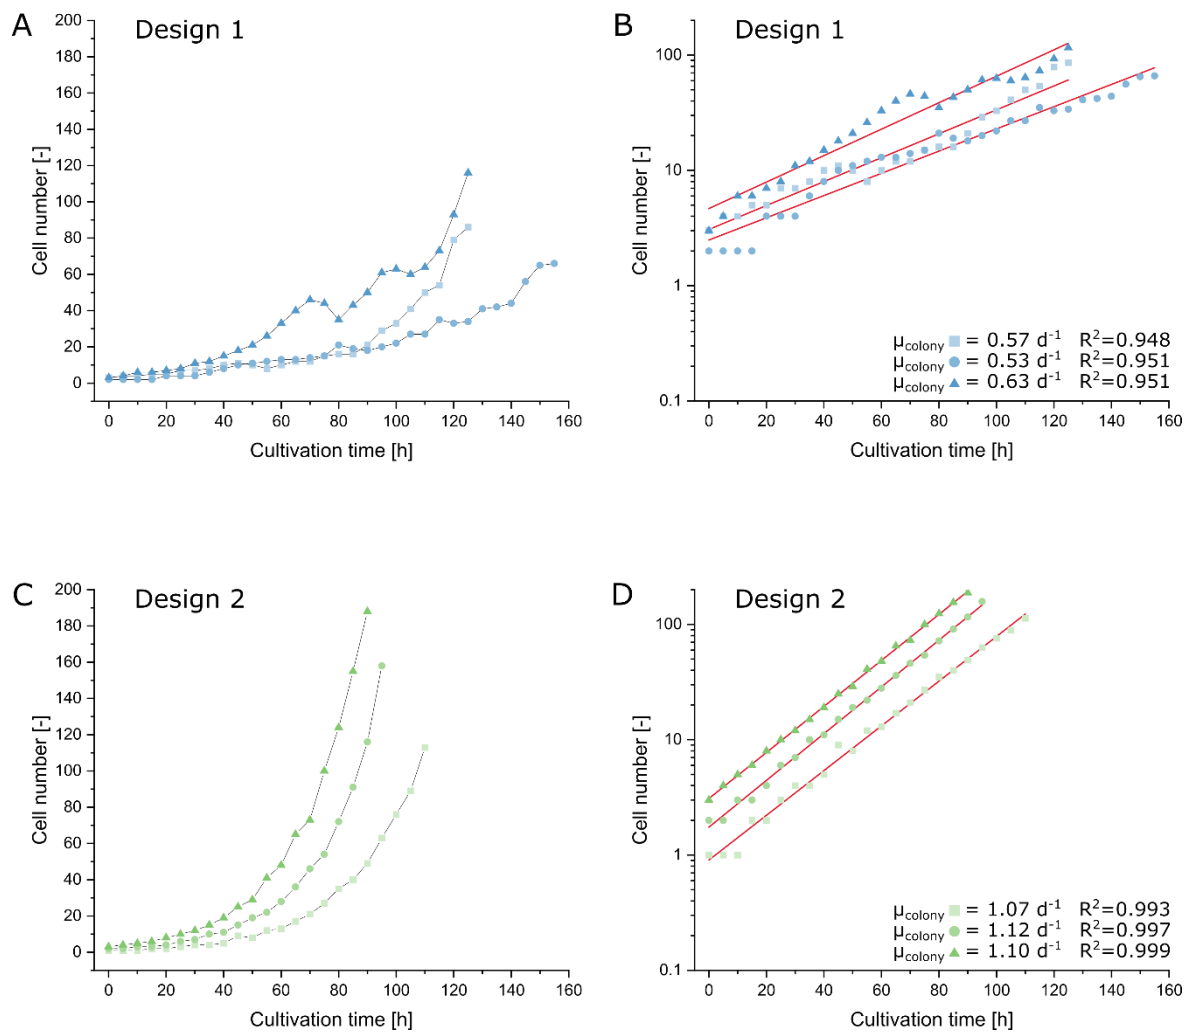 A
Design 1
200
180
160
140
120
100
80
60
40
20
0
Cell number [-]
0 20 40 60 80 100 120 140 160
Cultivation time [h]
B
Design 1
100
10
1
0.1
Cell number [-]
μcolony = 0.57 d-1 R2=0.948
μcolony = 0.53 d-1 R2=0.951
μcolony = 0.63 d-1 R2=0.951
0 20 40 60 80 100 120 140 160
Cultivation time [h]
C
Design 2
200
180
160
140
120
100
80
60
40
20
0
Cell number [-]
0 20 40 60 80 100 120 140 160
Cultivation time [h]
D
Design 2
100
10
1
0.1
Cell number [-]
μcolony = 1.07 d-1 R2=0.993
μcolony = 1.12 d-1 R2=0.997
μcolony = 1.10 d-1 R2=0.999
0 20 40 60 80 100 120 140 160
Cultivation time [h]